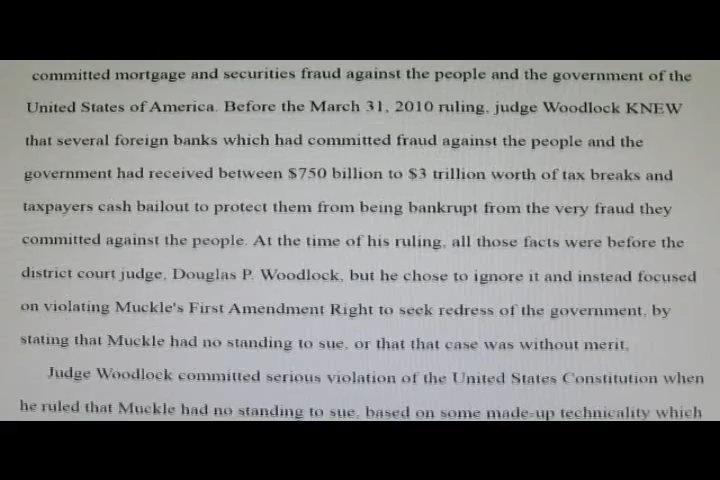 committed mortgage and securities fraud against the people and the government of the
United States of America. Before the March 31, 2010 ruling, judge Woodlock KNEW
that several foreign banks which had committed fraud against the people and the
government had received between $750 billion to $3 trillion worth of tax breaks and
taxpayers cash bailout to protect them from being bankrupt from the very fraud they
committed against the people. At the time of his ruling, all those facts were before the
district court judge, Douglas P. Woodlock, but he chose to ignore it and instead focused
on violating Muckle's First Amendment Right to seek redress of the government, by
stating that Muckle had no standing to sue, or that that case was without merit,
Judge Woodlock committed serious violation of the United States Constitution when
he ruled that Muckle had no standing to sue, based on some made-up technicality which